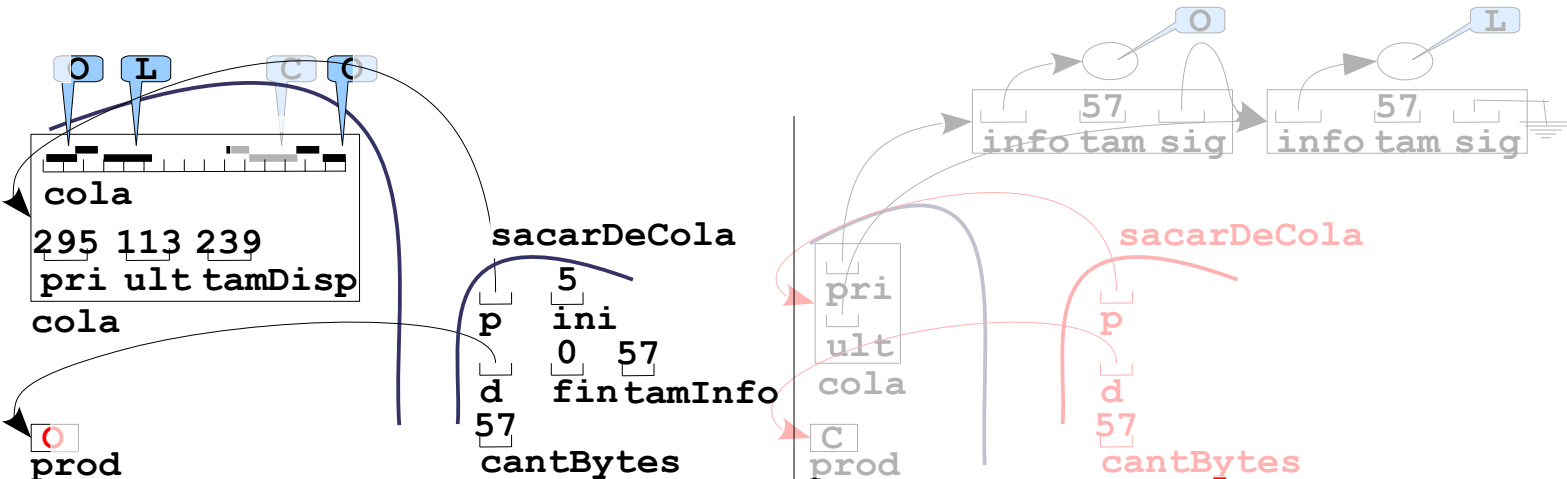 O L C O
cola
295 113 239
pri ult tamDisp
cola
prod
O
sacarDeCola
5
p ini
0 57
d fin tamInfo
57
cantBytes
O L
57 57
info tam sig info tam sig
pri
ult
cola
C
prod
sacarDeCola
p
d
57
cantBytes